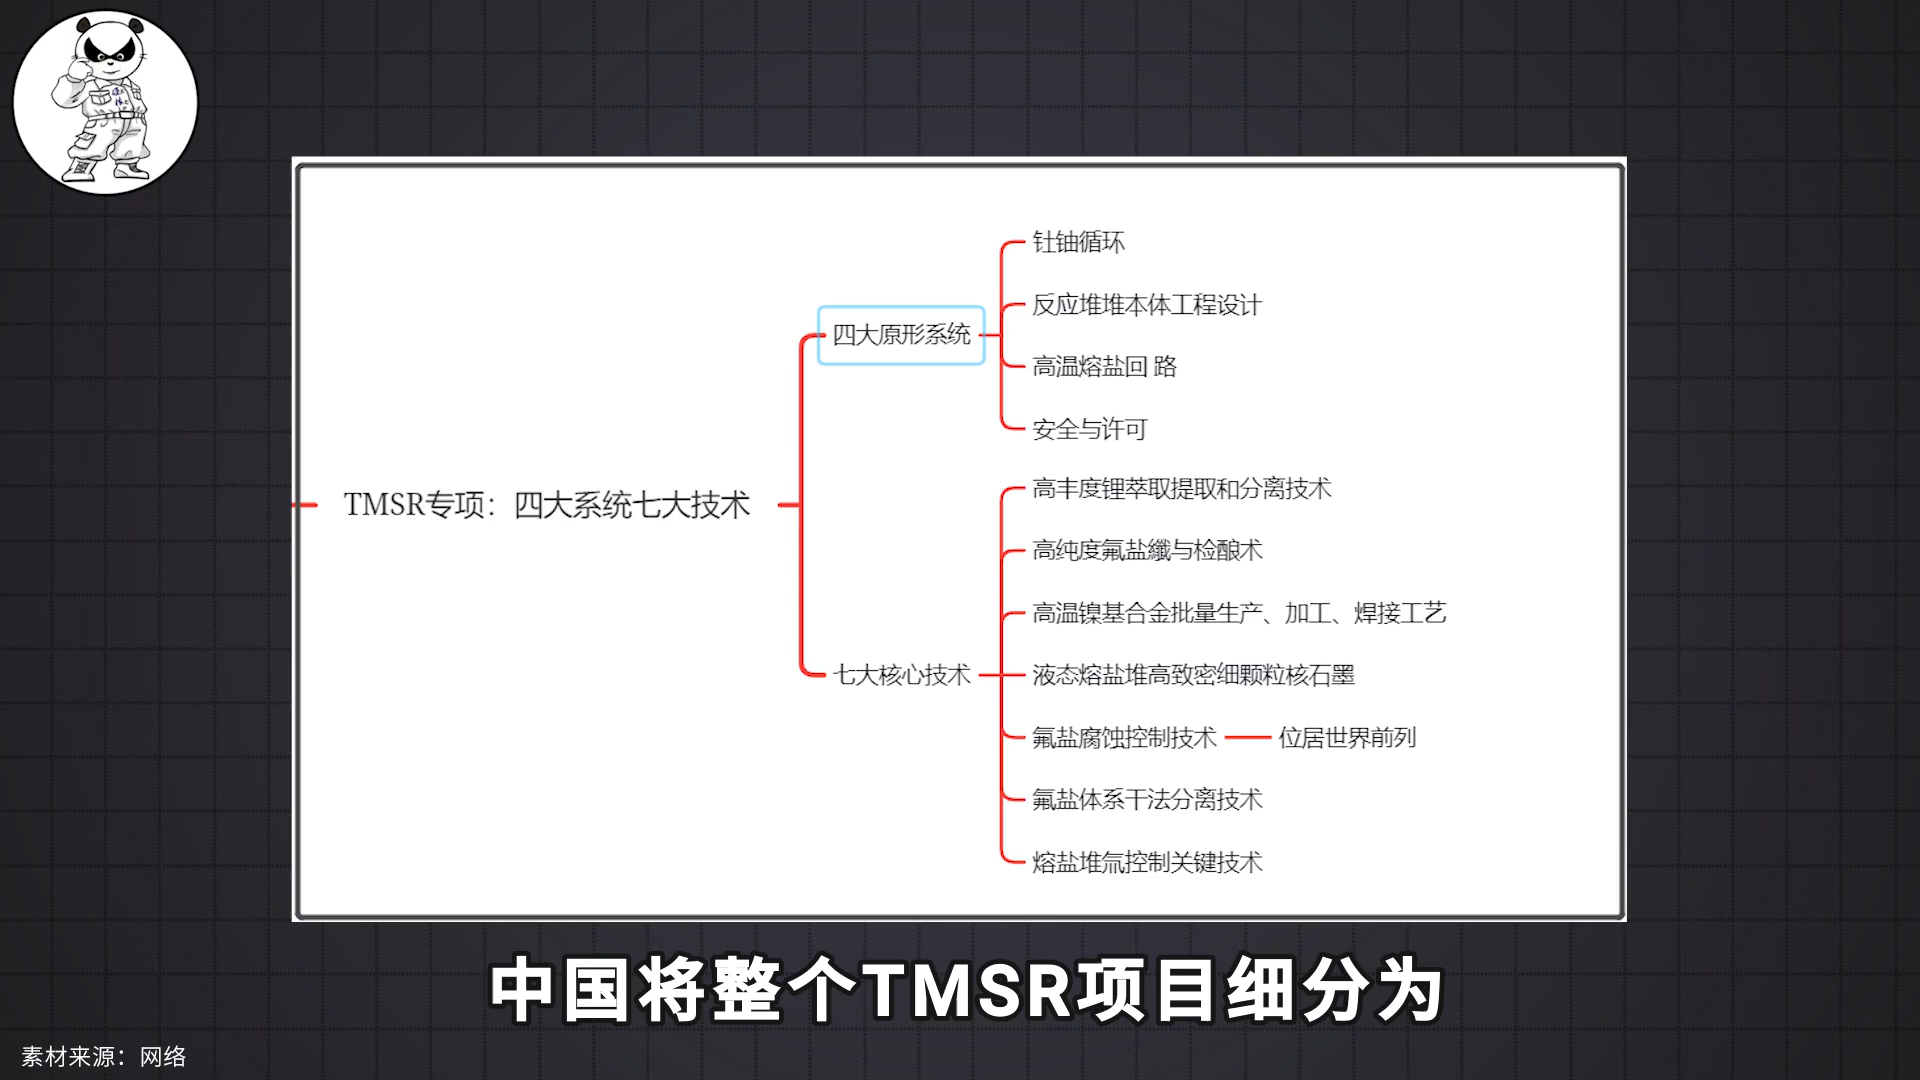 针铀循环
反应堆堆本体工程设计
四大原形系统
高温熔盐回 路
安全与许可
TMSR专项：四大系统七大技术
高丰度锂萃取提取和分离技术
高纯度氟盐纖与检酿术
高温镍基合金批量生产、加工、焊接工艺
七大核心技术
液态熔盐堆高致密细颗粒核石墨
氟盐腐蚀控制技术
位居世界前列
氟盐体系干法分离技术
熔盐堆氚控制关键技术
中国将整个TMSR项目细分为
素材来源：网络